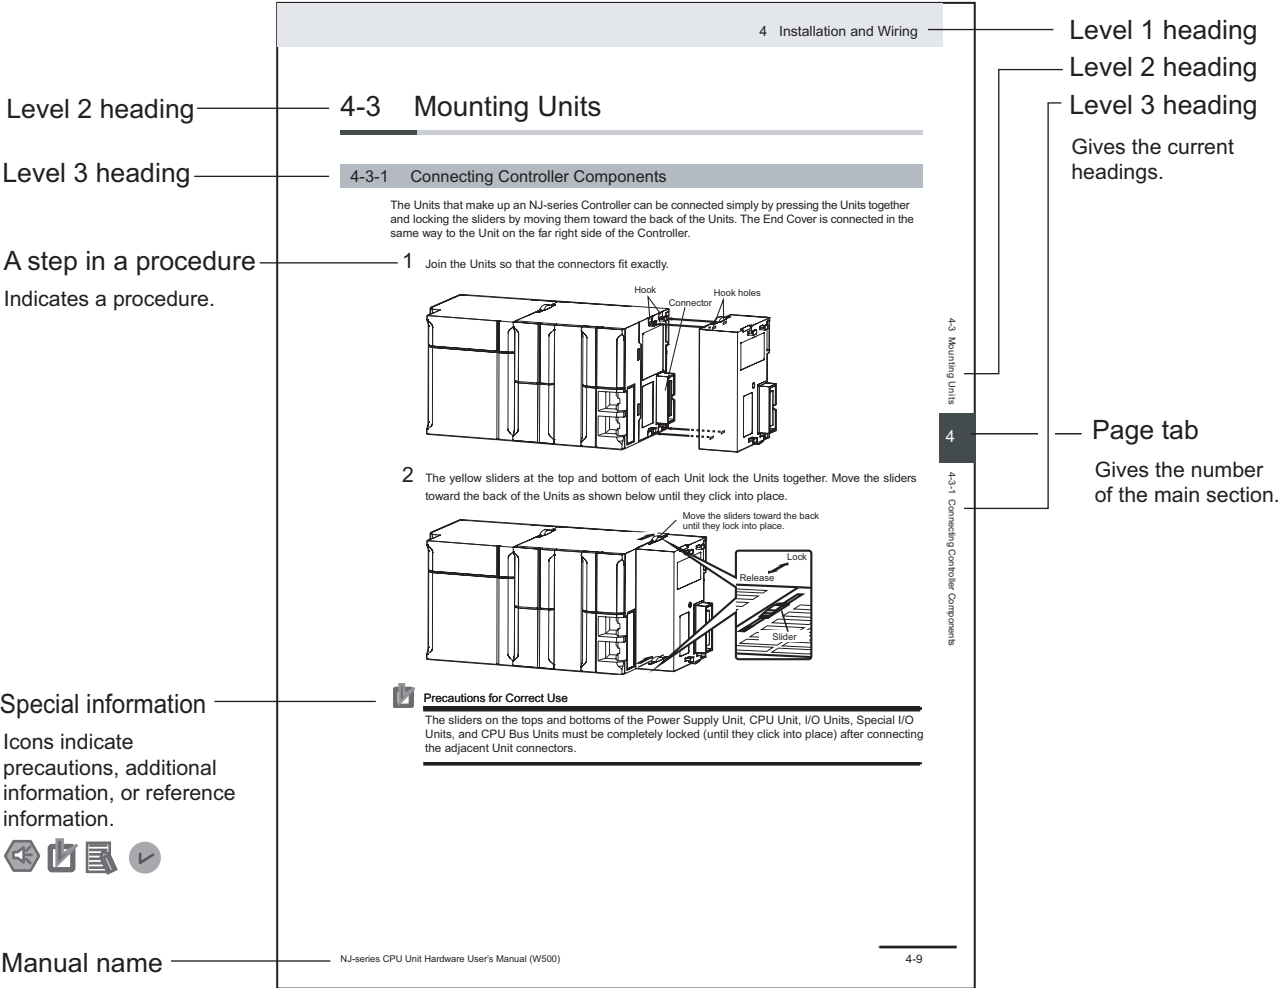 4 Installation and Wiring
Level 1 heading
Level 2 heading
Level 3 heading
Gives the current
headings.
Level 2 heading
4-3 Mounting Units
Level 3 heading
4-3-1 Connecting Controller Components
The Units that make up an NJ-series Controller can be connected simply by pressing the Units together
and locking the sliders by moving them toward the back of the Units. The End Cover is connected in the
same way to the Unit on the far right side of the Controller.
A step in a procedure
Indicates a procedure.
1 Join the Units so that the connectors fit exactly.
Hook
Connector
Hook holes
4-3 Mounting Units
4
Page tab
Gives the number
of the main section.
4-3-1 Connecting Controller Components
2 The yellow sliders at the top and bottom of each Unit lock the Units together. Move the sliders
toward the back of the Units as shown below until they click into place.
Move the sliders toward the back
until they lock into place.
Lock
Release
Slider
Special information
Icons indicate
precautions, additional
information, or reference
information.
Precautions for Correct Use
The sliders on the tops and bottoms of the Power Supply Unit, CPU Unit, I/O Units, Special I/O
Units, and CPU Bus Units must be completely locked (until they click into place) after connecting
the adjacent Unit connectors.
Manual name
NJ-series CPU Unit Hardware User's Manual (W500)
4-9